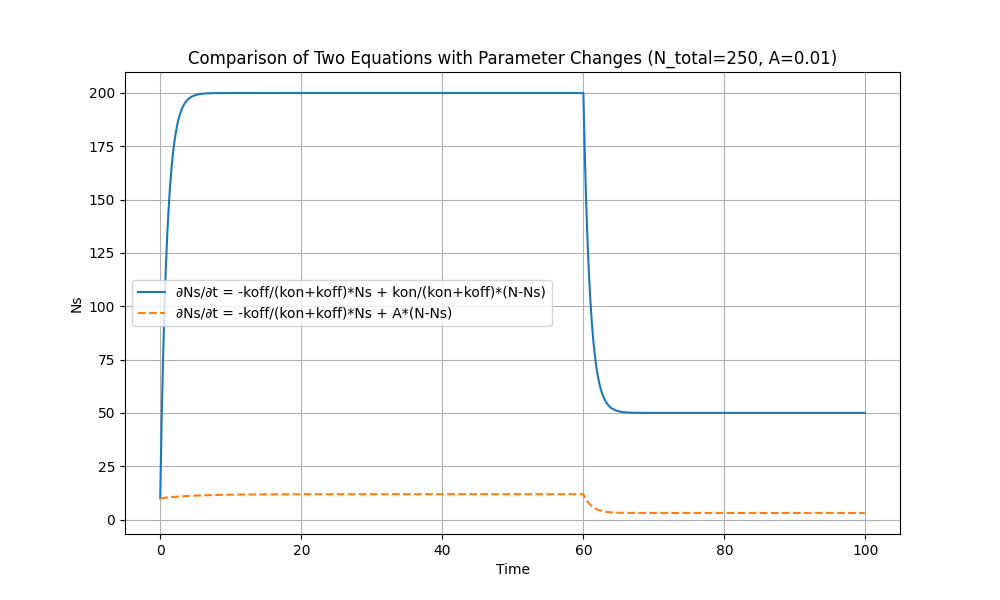 Comparison of Two Equations with Parameter Changes (N_total=250, A=0.01)
200
175
150
125
100
75
50
25
0
Ns
∂Ns/∂t = -koff/(kon+koff)*Ns + kon/(kon+koff)*(N-Ns)
∂Ns/∂t = -koff/(kon+koff)*Ns + A*(N-Ns)
0 20 40 60 80 100
Time